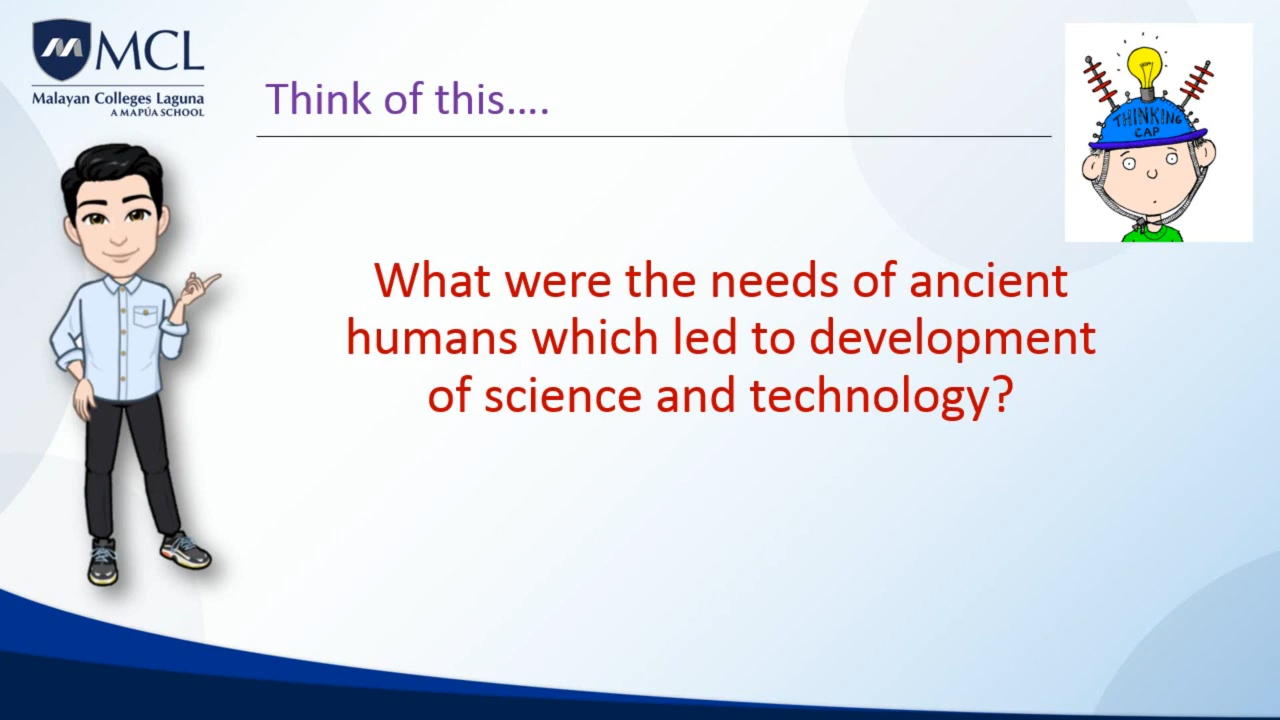 MCL
Malayan Colleges Laguna
A MAPÚA SCHOOL
Think of this....
THINKING
CAP
What were the needs of ancient
humans which led to development
of science and technology?